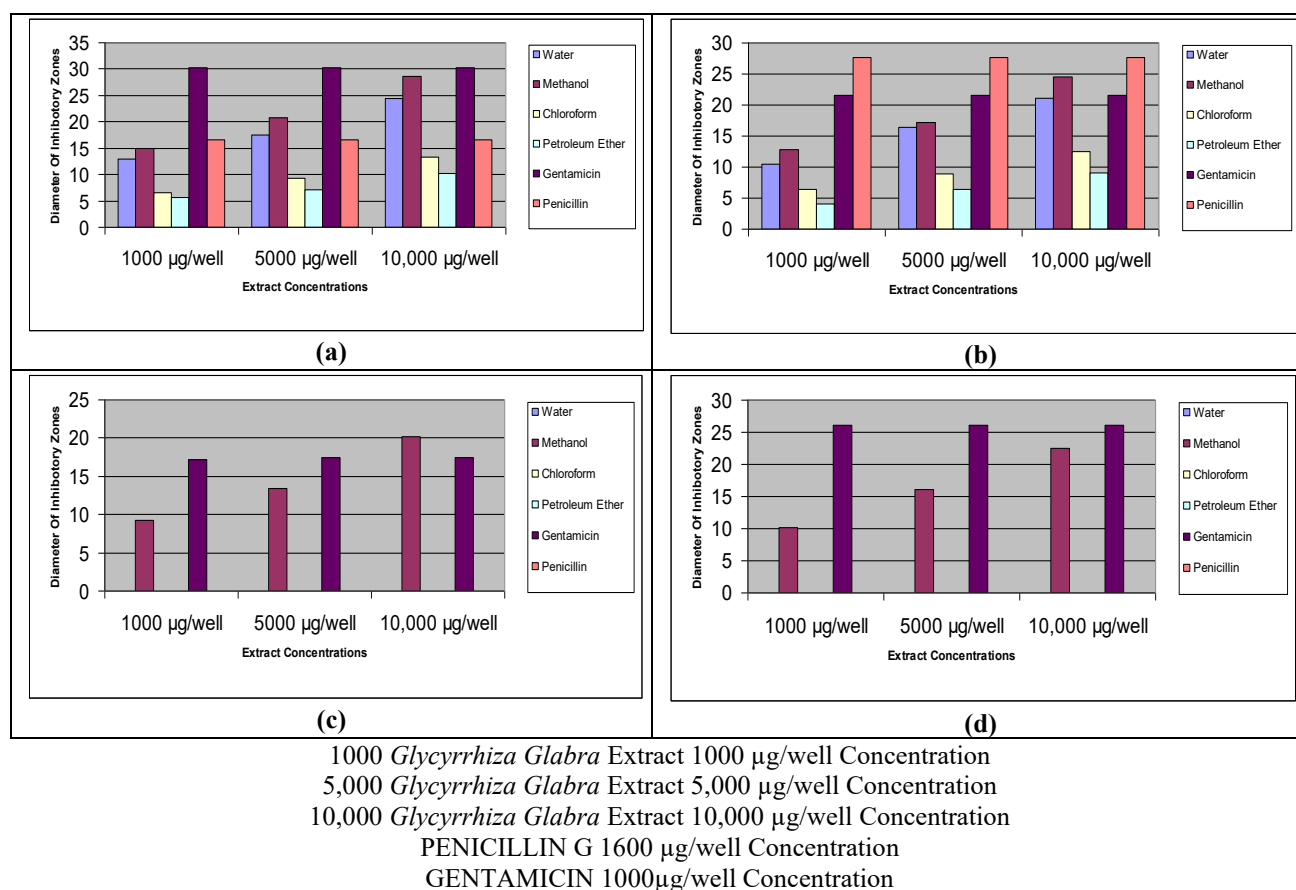 Diameter Of Inhibotory Zones
35
30
25
20
15
10
5
0
1000 µg/well 5000 µg/well 10,000 µg/well
Extract Concentrations
Water
Methanol
Chloroform
Petroleum Ether
Gentamicin
Penicillin
(a)
Diameter Of Inhibotory Zones
30
25
20
15
10
5
0
1000 µg/well 5000 µg/well 10,000 µg/well
Extract Concentrations
Water
Methanol
Chloroform
Petroleum Ether
Gentamicin
Penicillin
(b)
Diameter Of Inhibotory Zones
25
20
15
10
5
0
1000 µg/well 5000 µg/well 10,000 µg/well
Extract Concentrations
Water
Methanol
Chloroform
Petroleum Ether
Gentamicin
Penicillin
(c)
Diameter Of Inhibotory Zones
30
25
20
15
10
5
0
1000 µg/well 5000 µg/well 10,000 µg/well
Extract Concentrations
Water
Methanol
Chloroform
Petroleum Ether
Gentamicin
Penicillin
(d)
1000 Glycyrrhiza Glabra Extract 1000 µg/well Concentration
5,000 Glycyrrhiza Glabra Extract 5,000 µg/well Concentration
10,000 Glycyrrhiza Glabra Extract 10,000 µg/well Concentration
PENICILLIN G 1600 µg/well Concentration
GENTAMICIN 1000µg/well Concentration